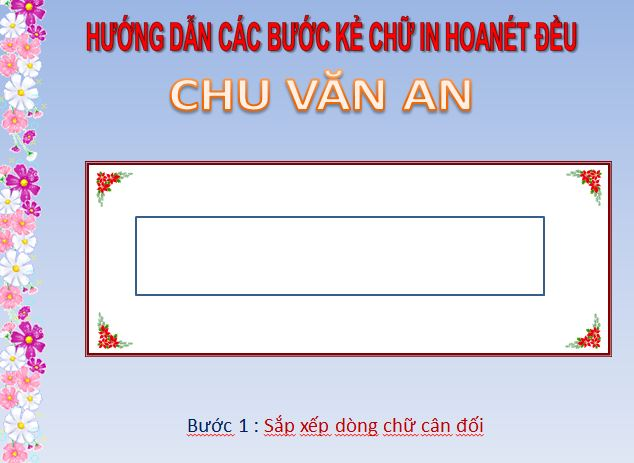 HƯỚNG DẪN CÁC BƯỚC KẺ CHỮ IN HOANÉT ĐỀU
CHU VĂN AN
Bước 1 : Sắp xếp dòng chữ cân đối